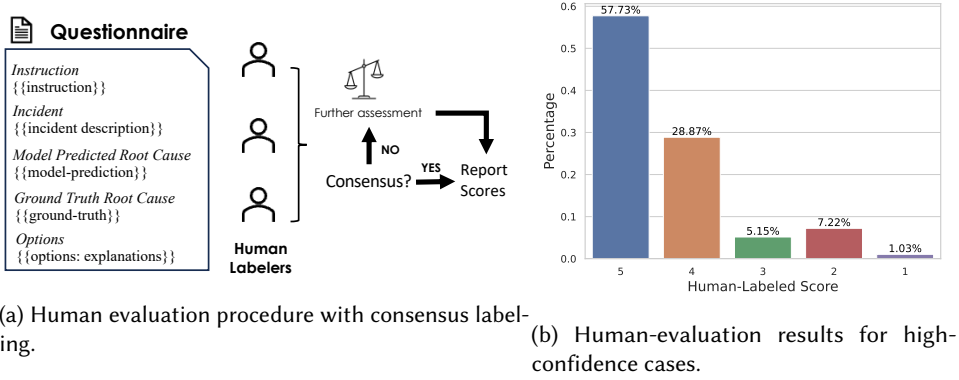 Questionnaire
Instruction
{{instruction}}
Incident
{{incident description}}
Model Predicted Root Cause
{{model-prediction}}
Ground Truth Root Cause
{{ground-truth}}
Options
{{options: explanations}}
Human
Labelers
Further assessment
NO
Consensus?
YES
Report
Scores
(a) Human evaluation procedure with consensus label-
ing.
Percentage
0.6
0.5
0.4
0.3
0.2
0.1
0.0
57.73%
28.87%
5.15%
7.22%
1.03%
5 4 3 2 1
Human-Labeled Score
(b) Human-evaluation results for high-
confidence cases.